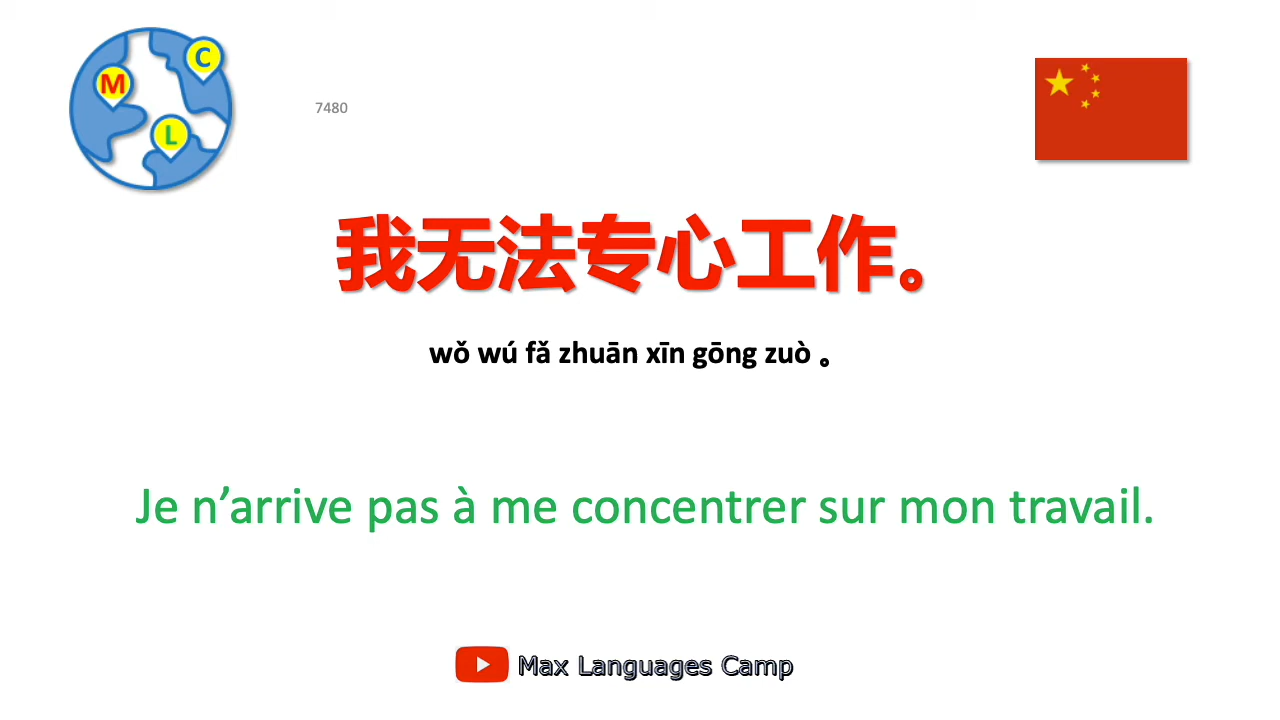 M
C
L
7480
我无法专心工作。
wǒ wú fǎ zhuān xīn gōng zuò 。
Je n’arrive pas à me concentrer sur mon travail.
Max Languages Camp